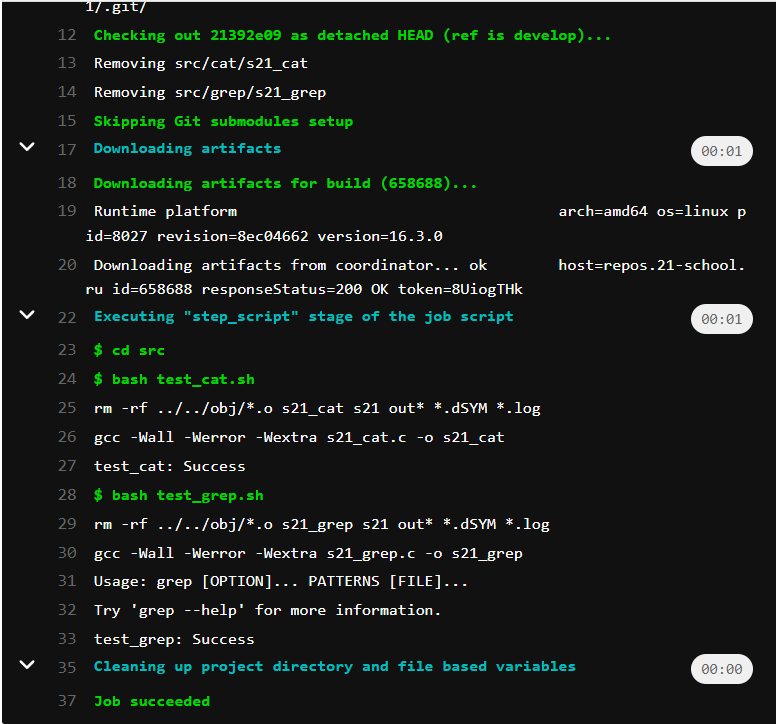 1/.git/
12 Checking out 21392e09 as detached HEAD (ref is develop)...
13 Removing src/cat/s21_cat
14 Removing src/grep/s21_grep
15 Skipping Git submodules setup
17 Downloading artifacts 00:01
18 Downloading artifacts for build (658688)...
19 Runtime platform arch=amd64 os=linux p
id=8027 revision=8ec04662 version=16.3.0
20 Downloading artifacts from coordinator... ok host=repos.21-school.
ru id=658688 responseStatus=200 OK token=8UiogTHk
22 Executing "step_script" stage of the job script 00:01
23 $ cd src
24 $ bash test_cat.sh
25 rm -rf ../../obj/*.o s21_cat s21 out* *.dSYM *.log
26 gcc -Wall -Werror -Wextra s21_cat.c -o s21_cat
27 test_cat: Success
28 $ bash test_grep.sh
29 rm -rf ../../obj/*.o s21_grep s21 out* *.dSYM *.log
30 gcc -Wall -Werror -Wextra s21_grep.c -o s21_grep
31 Usage: grep [OPTION]... PATTERNS [FILE]...
32 Try 'grep --help' for more information.
33 test_grep: Success
35 Cleaning up project directory and file based variables 00:00
37 Job succeeded